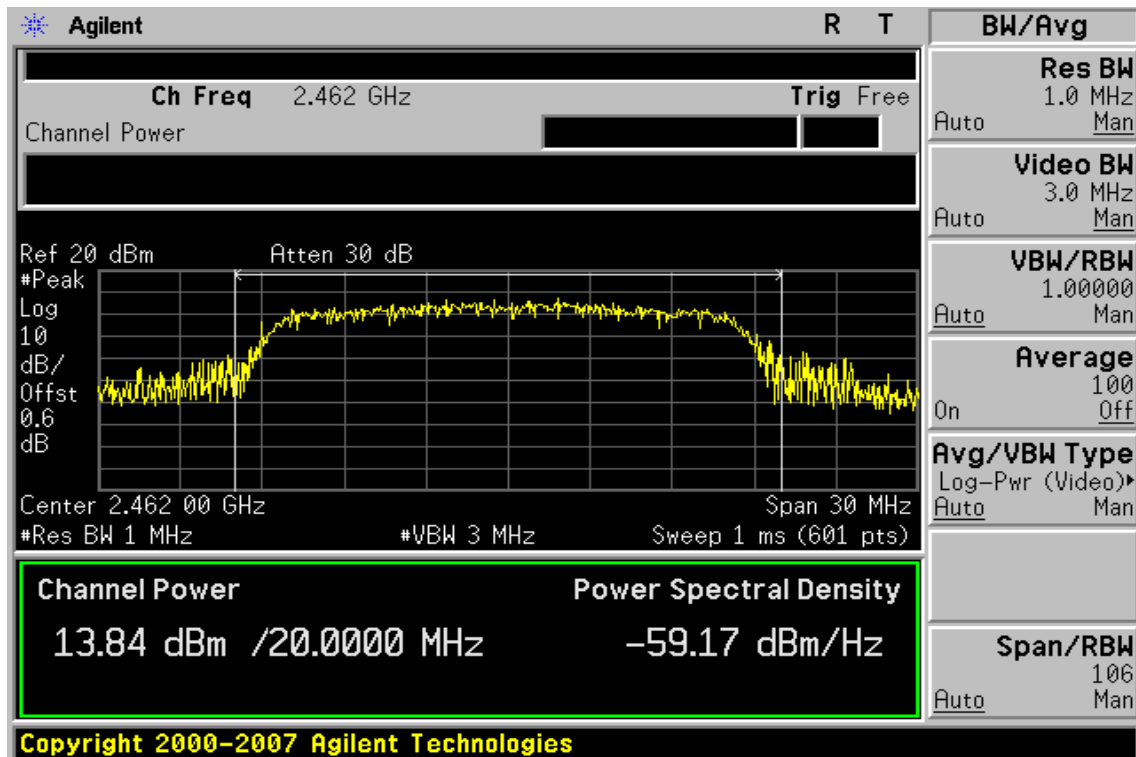 Agilent R T
Ch Freq 2.462 GHz Trig Free
Channel Power
Ref 20 dBm Atten 30 dB
#Peak
Log
10
dB/
Offst
0.6
dB
Center 2.462 00 GHz Span 30 MHz
#Res BW 1 MHz #VBW 3 MHz Sweep 1 ms (601 pts)
Channel Power Power Spectral Density
13.84 dBm /20.0000 MHz -59.17 dBm/Hz
Copyright 2000-2007 Agilent Technologies
BW/Avg
Res BW
1.0 MHz
Auto Man
Video BW
3.0 MHz
Auto Man
VBW/RBW
1.00000
Auto Man
Average
100
On Off
Avg/VBW Type
Log-Pwr (Video)▸
Auto Man
Span/RBW
106
Auto Man